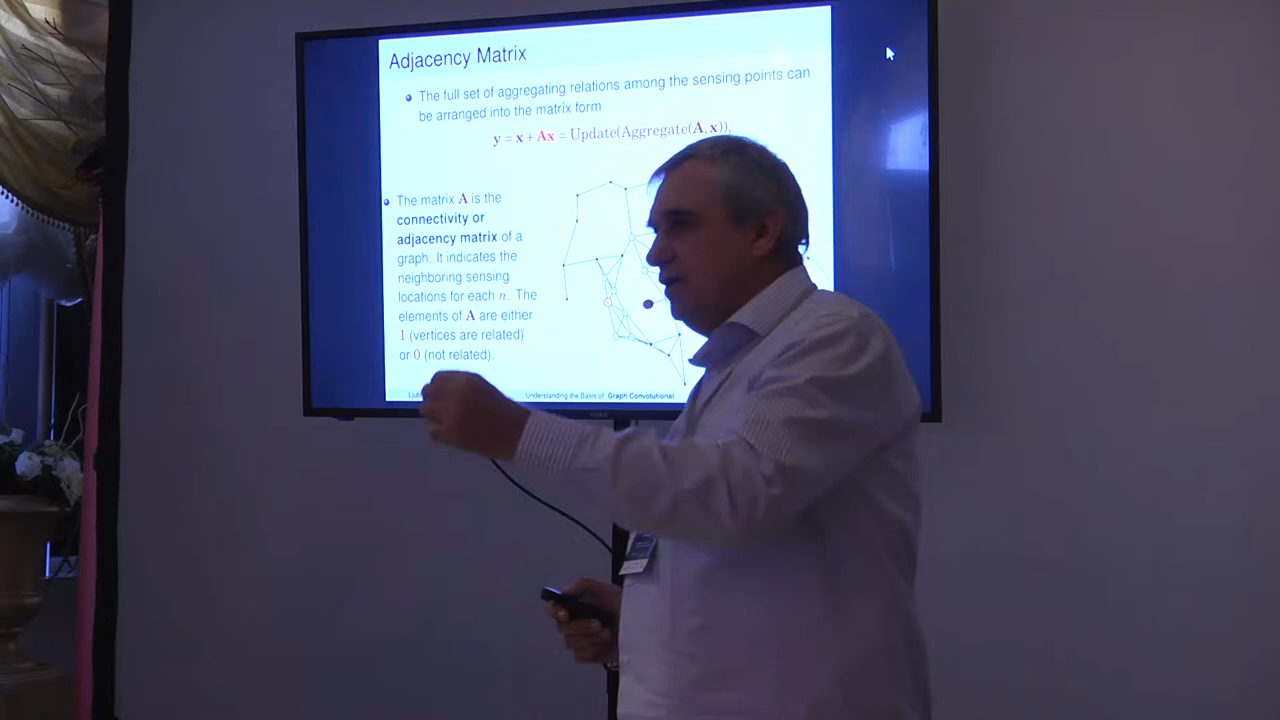 Adjacency Matrix
The full set of aggregating relations among the sensing points can
be arranged into the matrix form
y = x + Ax = Update(Aggregate(A, x)),
The matrix A is the
connectivity or
adjacency matrix of a
graph. It indicates the
neighboring sensing
locations for each n. The
elements of A are either
1 (vertices are related)
or 0 (not related).
Understanding the Basis of Graph Convolutional